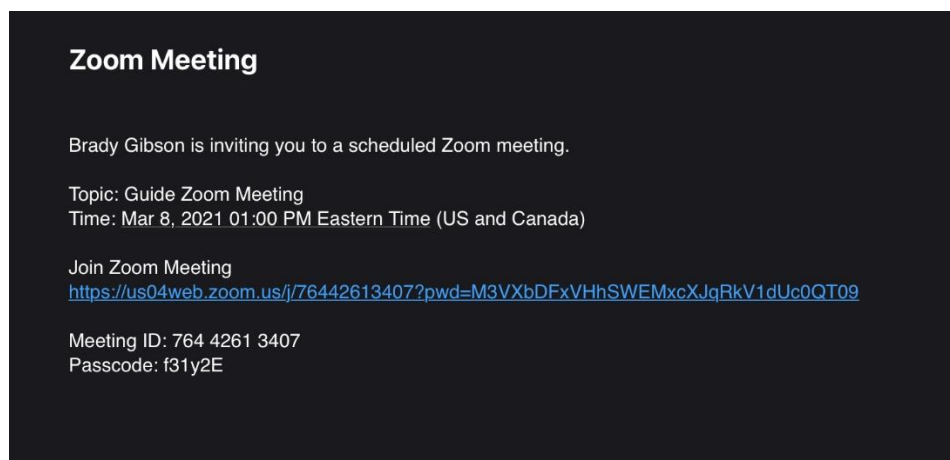 Zoom Meeting
Brady Gibson is inviting you to a scheduled Zoom meeting.
Topic: Guide Zoom Meeting
Time: Mar 8, 2021 01:00 PM Eastern Time (US and Canada)
Join Zoom Meeting
https://us04web.zoom.us/j/76442613407?pwd=M3VXbDFxVHhSWEMxcXJqRkV1dUc0QT09
Meeting ID: 764 4261 3407
Passcode: f31y2E